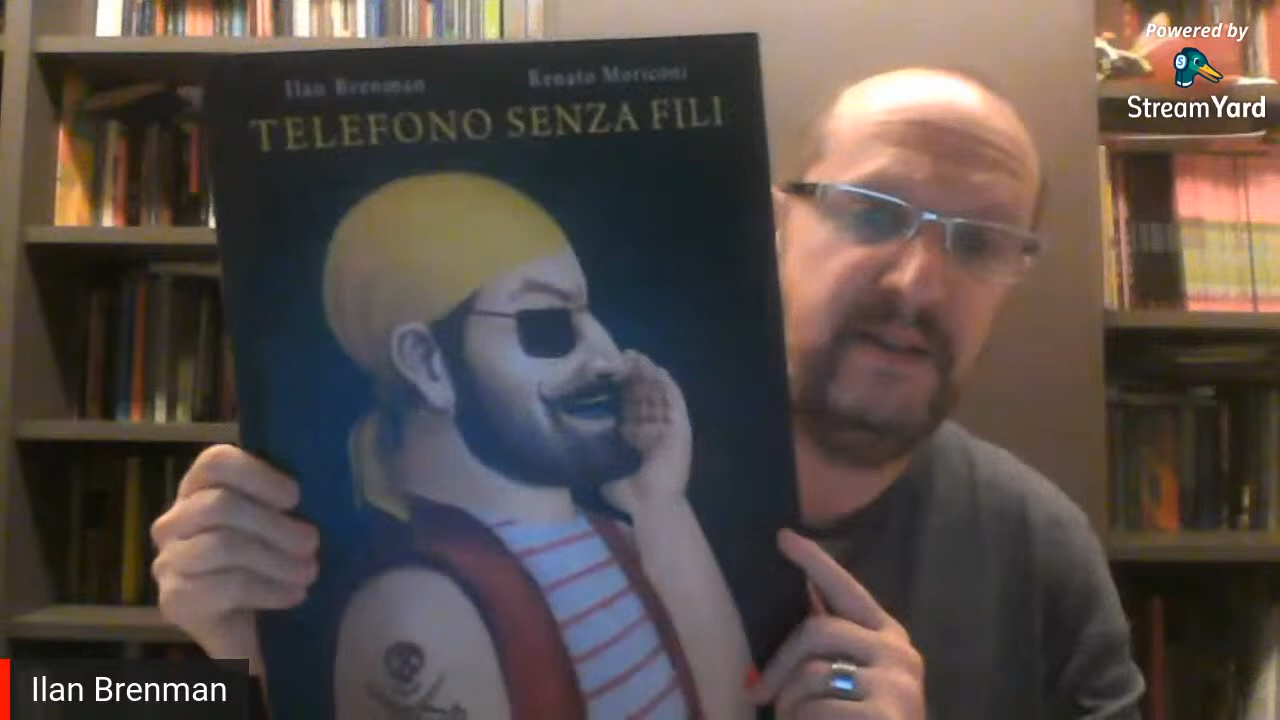 Powered by
StreamYard
Ilan Brenman
Renato Moriconi
TELEFONO SENZA FILI
Ilan Brenman